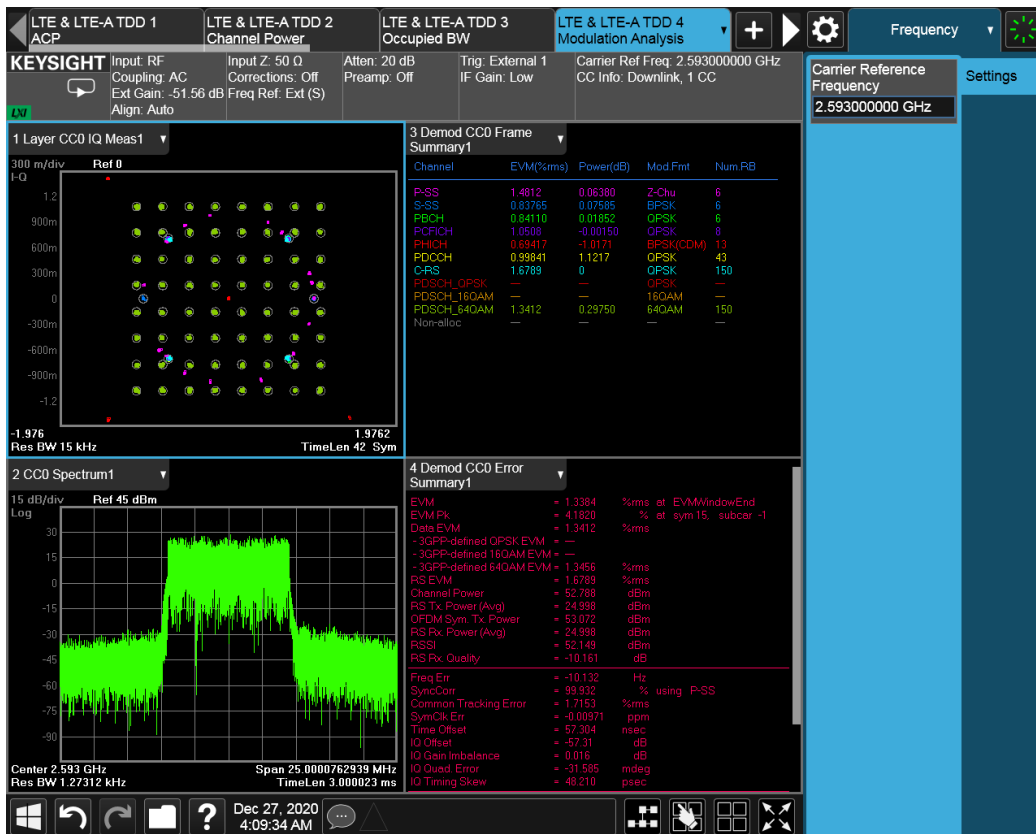 LTE & LTE-A TDD 1
ACP
LTE & LTE-A TDD 2
Channel Power
LTE & LTE-A TDD 3
Occupied BW
LTE & LTE-A TDD 4
Modulation Analysis
Frequency
KEYSIGHT
LXI
Input: RF
Coupling: AC
Ext Gain: -51.56 dB
Align: Auto
Input Z: 50 Ω
Corrections: Off
Freq Ref: Ext (S)
Atten: 20 dB
Preamp: Off
Trig: External 1
IF Gain: Low
Carrier Ref Freq: 2.593000000 GHz
CC Info: Downlink, 1 CC
Carrier Reference
Frequency
2.593000000 GHz
Settings
1 Layer CC0 IQ Meas1
300 m/div Ref 0
I-Q
1.2
900m
600m
300m
0
-300m
-600m
-900m
-1.2
-1.976 1.9762
Res BW 15 kHz TimeLen 42 Sym
3 Demod CC0 Frame
Summary1
Channel EVM(%rms) Power(dB) Mod.Fmt Num.RB
P-SS 1.4812 0.06380 Z-Chu 6
S-SS 0.83765 0.07585 BPSK 6
PBCH 0.84110 0.01852 QPSK 6
PCFICH 1.0508 -0.00150 QPSK 8
PHICH 0.69417 -1.0171 BPSK(CDM) 13
PDCCH 0.99841 1.1217 QPSK 43
C-RS 1.6789 0 QPSK 150
PDSCH_QPSK — — QPSK —
PDSCH_16QAM — — 16QAM —
PDSCH_64QAM 1.3412 0.29750 64QAM 150
Non-alloc — — — —
2 CC0 Spectrum1
15 dB/div Ref 45 dBm
Log
30
15
0
-15
-30
-45
-60
-75
-90
Center 2.593 GHz Span 25.0000762939 MHz
Res BW 1.27312 kHz TimeLen 3.000023 ms
4 Demod CC0 Error
Summary1
EVM = 1.3384 %rms at EVMWindowEnd
EVM Pk = 4.1820 % at sym 15, subcar -1
Data EVM = 1.3412 %rms
- 3GPP-defined QPSK EVM = —
- 3GPP-defined 16QAM EVM = —
- 3GPP-defined 64QAM EVM = 1.3456 %rms
RS EVM = 1.6789 %rms
Channel Power = 52.788 dBm
RS Tx. Power (Avg) = 24.998 dBm
OFDM Sym. Tx. Power = 53.072 dBm
RS Rx. Power (Avg) = 24.998 dBm
RSSI = 52.149 dBm
RS Rx. Quality = -10.161 dB
Freq Err = -10.132 Hz
SyncCorr = 99.932 % using P-SS
Common Tracking Error = 1.7153 %rms
SymClk Err = -0.00971 ppm
Time Offset = 57.304 nsec
IQ Offset = -57.31 dB
IQ Gain Imbalance = 0.016 dB
IQ Quad. Error = -31.585 mdeg
IQ Timing Skew = 48.210 psec
?
Dec 27, 2020
4:09:34 AM